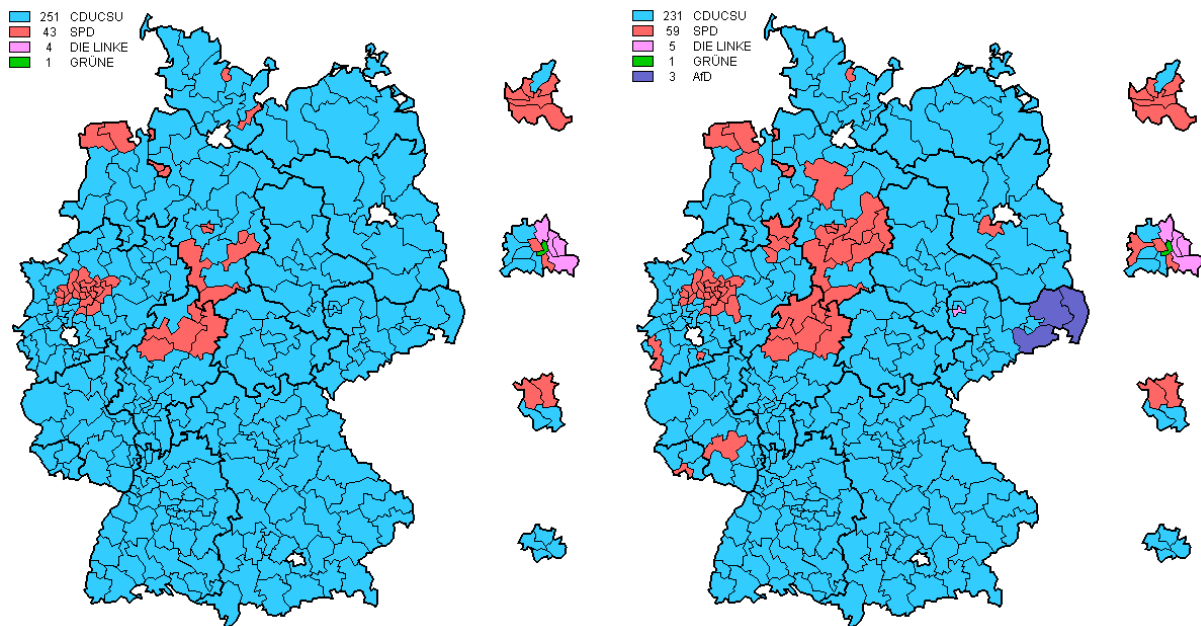 251 CDUCSU
43 SPD
4 DIE LINKE
1 GRÜNE
231 CDUCSU
59 SPD
5 DIE LINKE
1 GRÜNE
3 AfD